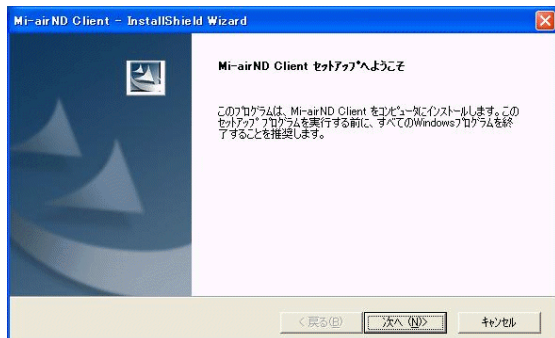 Mi-airND Client - InstallShield Wizard
Mi-airND Client ｾｯﾄｱｯﾌﾟへようこそ
このﾌﾟﾛｸﾞﾗﾑは、Mi-airND Client をｺﾝﾋﾟｭｰﾀにインストールします。この
ｾｯﾄｱｯﾌﾟ ﾌﾟﾛｸﾞﾗﾑを実行する前に、すべてのWindowsﾌﾟﾛｸﾞﾗﾑを終
了することを推奨します。
< 戻る(B)
次へ (N)>
ｷｬﾝｾﾙ